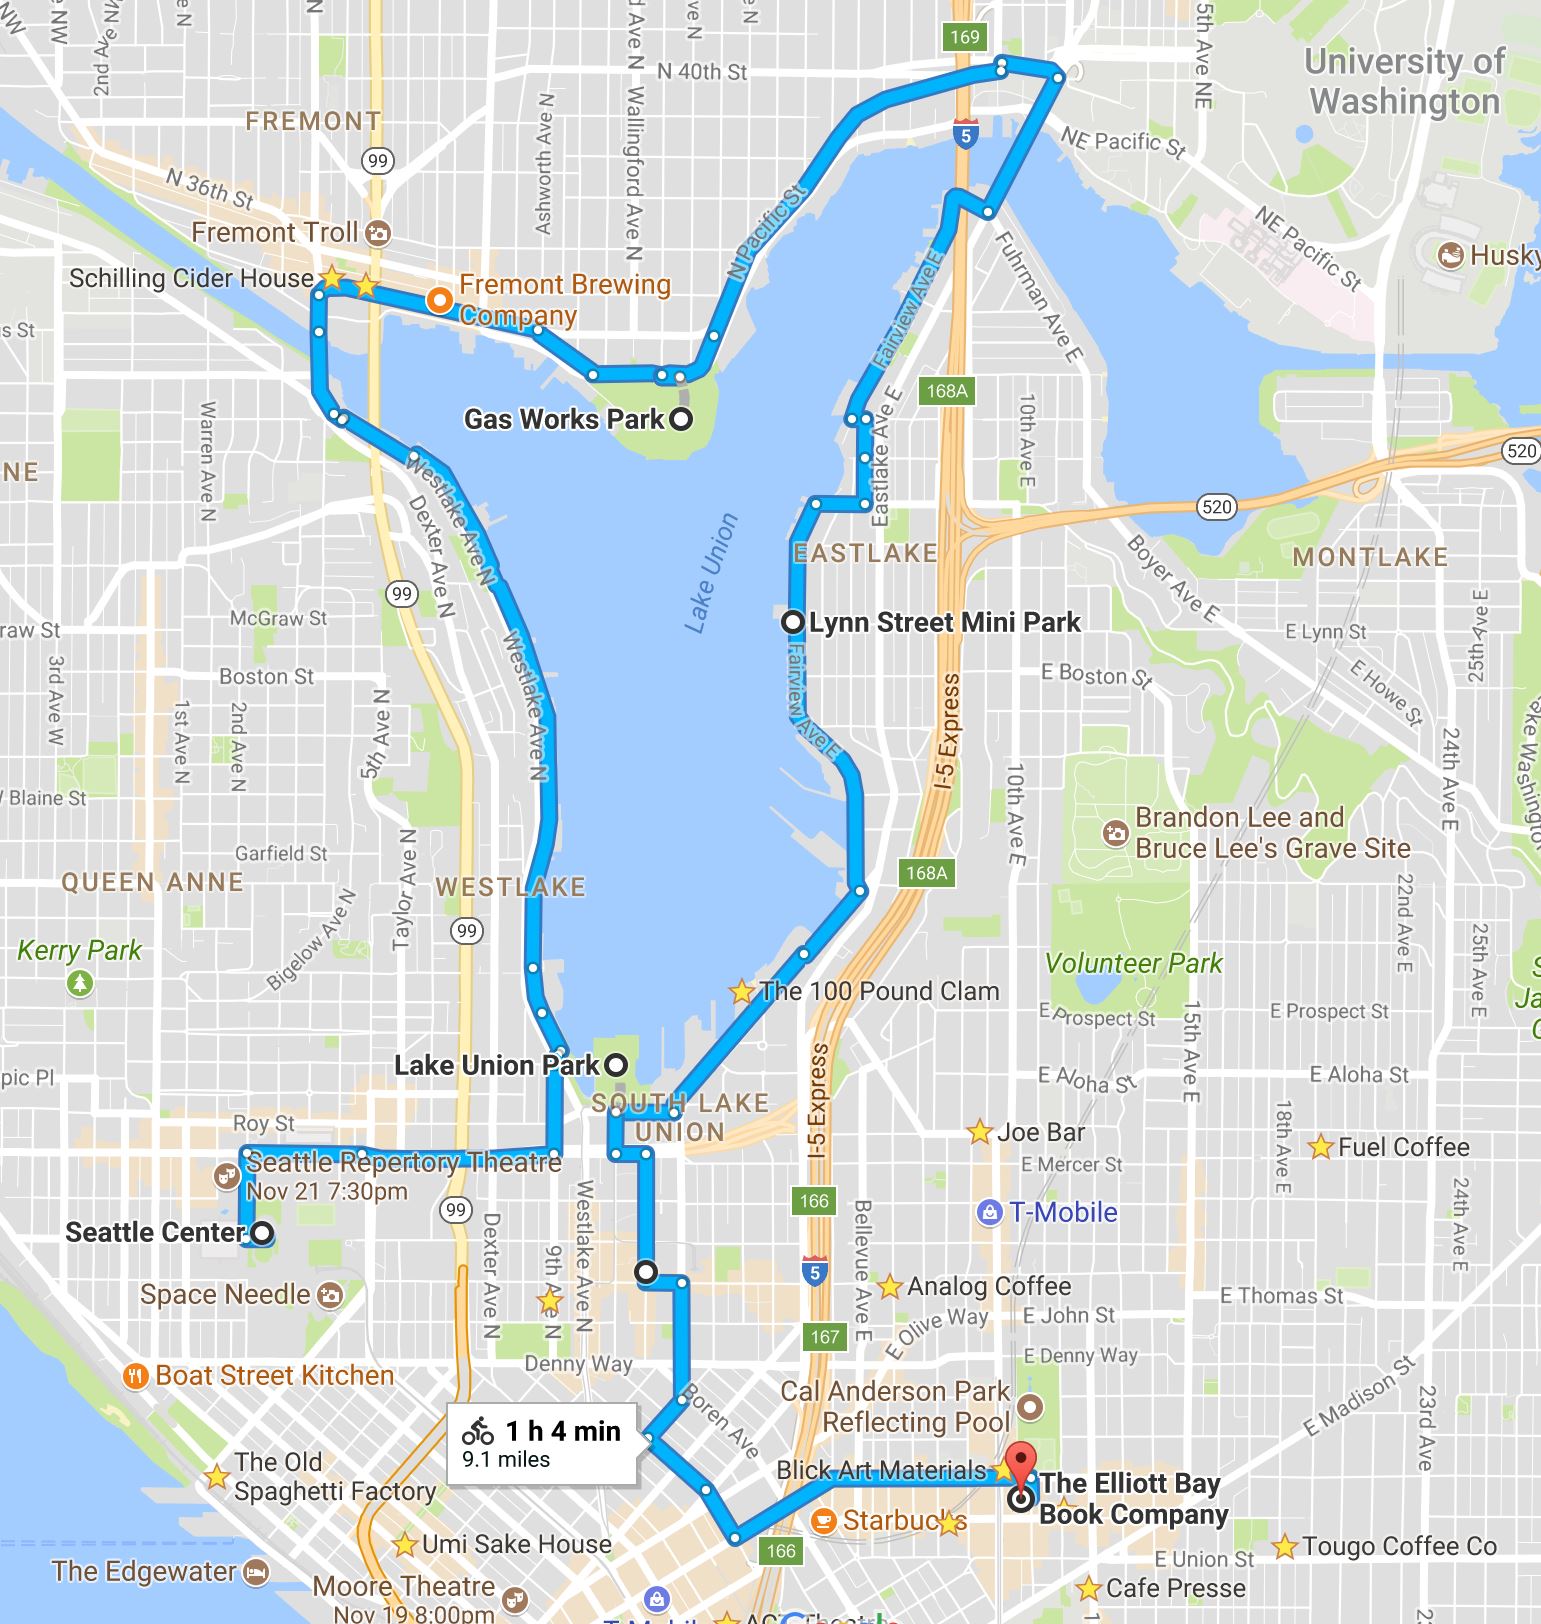 169
University of
Washington
5th Ave NE
NW
2nd Ave NW
N 40th St
Ashworth Ave N
Wallingford Ave N
FREMONT
99
5
NE Pacific St
N 36th St
Fremont Troll
Schilling Cider House
Fremont Brewing
Company
N Pacific St
NE Pacific St
Husky
Fuhrman Ave E
Fairview Ave E
168A
Gas Works Park
Eastlake Ave E
10th Ave E
Warren Ave N
520
520
NE
Westlake Ave N
Dexter Ave N
Lake Union
EASTLAKE
MONTLAKE
Boyer Ave E
99
McGraw St
raw St
Lynn Street Mini Park
E Lynn St
25th Ave E
3rd Ave W
Boston St
Westlake Ave N
Fairview Ave E
E Boston St
E Howe St
1st Ave N
2nd Ave N
5th Ave N
I-5 Express
24th Ave E
Lake Washington
Blaine St
10th Ave E
Brandon Lee and
Bruce Lee's Grave Site
Garfield St
QUEEN ANNE
Taylor Ave N
WESTLAKE
168A
22nd Ave E
99
Bigelow Ave N
Kerry Park
Volunteer Park
25th Ave E
The 100 Pound Clam
E Prospect St
15th Ave E
E Prospect St
Lake Union Park
pic Pl
E Aloha St
E Aloha St
SOUTH LAKE
UNION
I-5 Express
Roy St
Joe Bar
18th Ave E
Fuel Coffee
Seattle Repertory Theatre
Nov 21 7:30pm
E Mercer St
99
Seattle Center
Dexter Ave N
9th Ave N
Westlake Ave N
166
Bellevue Ave E
T-Mobile
24th Ave E
5
Space Needle
Analog Coffee
E Thomas St
E Olive Way
E John St
167
Denny Way
E Denny Way
Boat Street Kitchen
Boren Ave
Cal Anderson Park
Reflecting Pool
E Madison St
23rd Ave
1 h 4 min
9.1 miles
The Old
Spaghetti Factory
Blick Art Materials
The Elliott Bay
Book Company
Starbucks
Umi Sake House
166
Tougo Coffee Co
E Union St
The Edgewater
Moore Theatre
Nov 19 8:00pm
Cafe Presse
T-Mobile